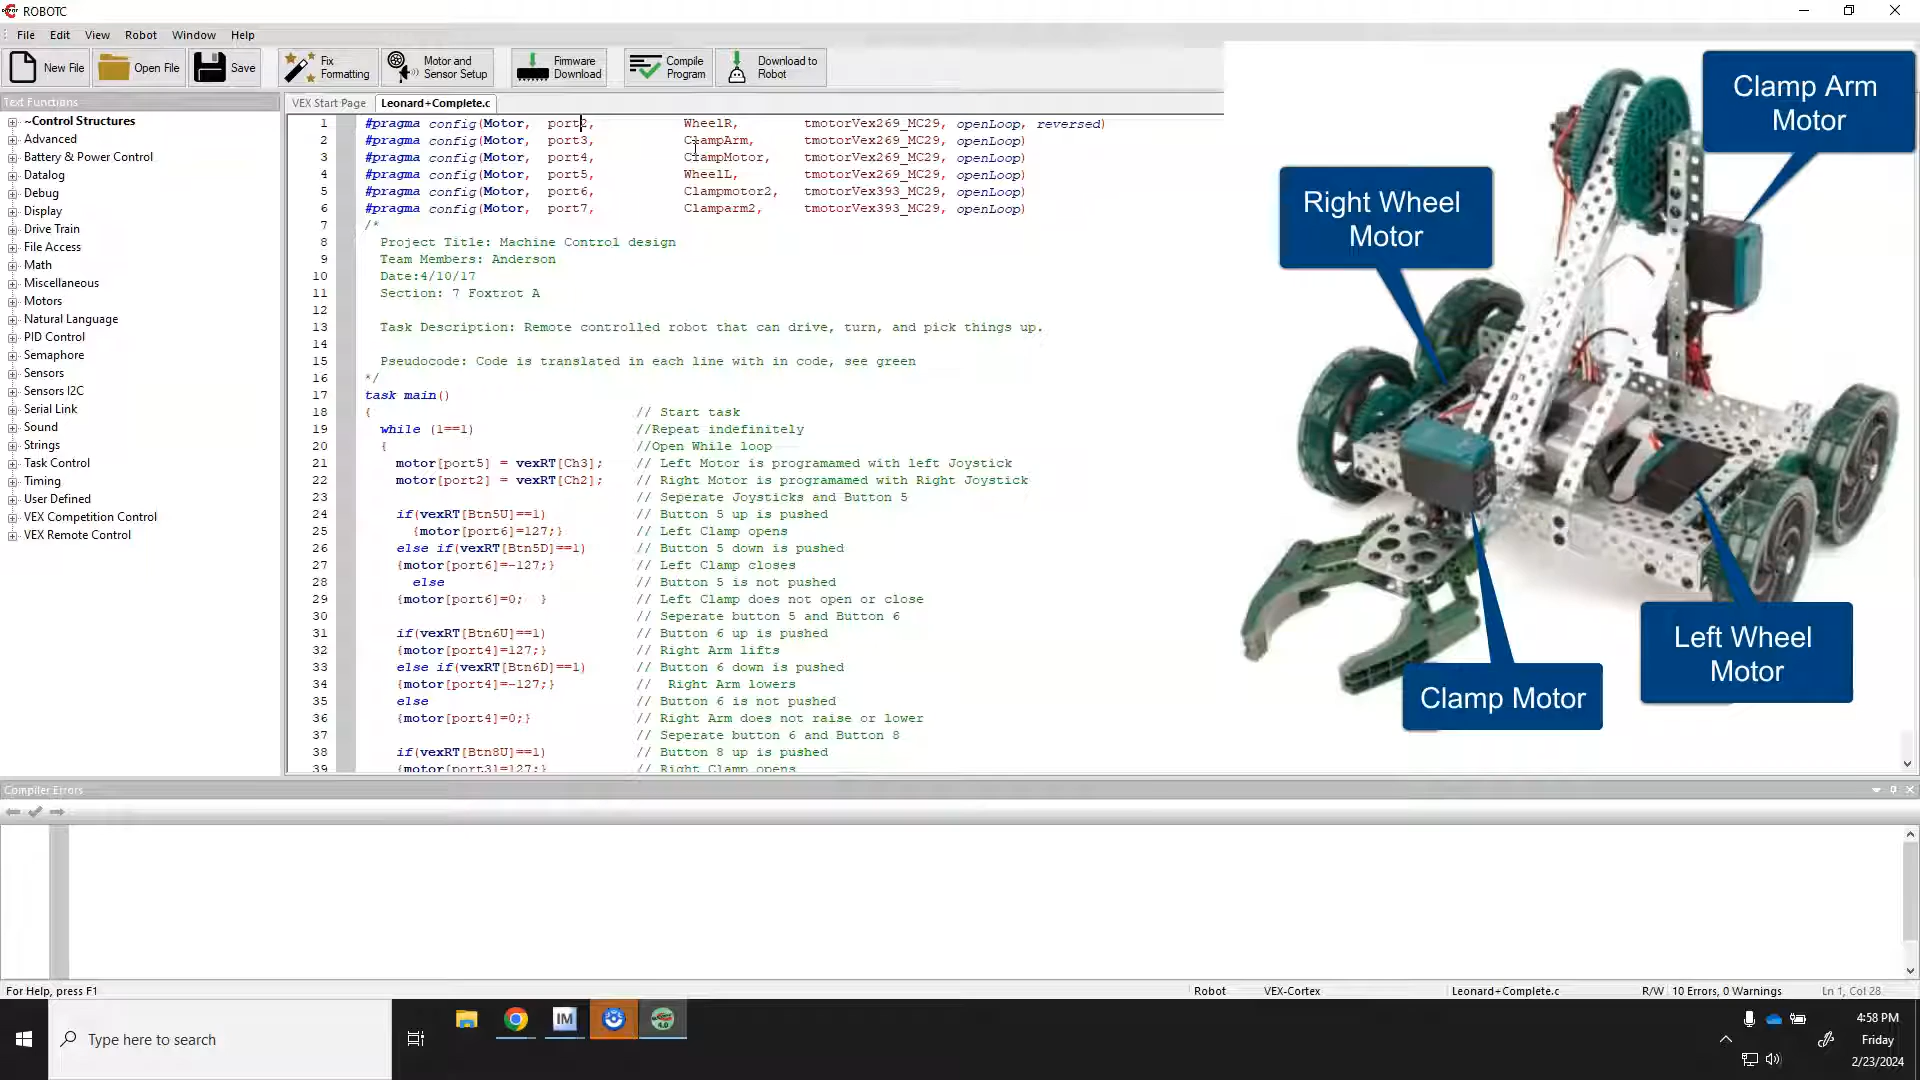 ROBOTC
File Edit View Robot Window Help
New File Open File Save Fix Formatting Motor and Sensor Setup Firmware Download Compile Program Download to Robot
Text Functions
~Control Structures
Advanced
Battery & Power Control
Datalog
Debug
Display
Drive Train
File Access
Math
Miscellaneous
Motors
Natural Language
PID Control
Semaphore
Sensors
Sensors I2C
Serial Link
Sound
Strings
Task Control
Timing
User Defined
VEX Competition Control
VEX Remote Control
VEX Start Page Leonard+Complete.c
1 #pragma config(Motor, port2, WheelR, tmotorVex269_MC29, openLoop, reversed)
2 #pragma config(Motor, port3, ClampArm, tmotorVex269_MC29, openLoop)
3 #pragma config(Motor, port4, ClampMotor, tmotorVex269_MC29, openLoop)
4 #pragma config(Motor, port5, WheelL, tmotorVex269_MC29, openLoop)
5 #pragma config(Motor, port6, Clampmotor2, tmotorVex393_MC29, openLoop)
6 #pragma config(Motor, port7, Clamparm2, tmotorVex393_MC29, openLoop)
7 /*
8 Project Title: Machine Control design
9 Team Members: Anderson
10 Date:4/10/17
11 Section: 7 Foxtrot A
12
13 Task Description: Remote controlled robot that can drive, turn, and pick things up.
14
15 Pseudocode: Code is translated in each line with in code, see green
16 */
17 task main()
18 { // Start task
19 while (1==1) //Repeat indefinitely
20 { //Open While loop
21 motor[port5] = vexRT[Ch3]; // Left Motor is programamed with left Joystick
22 motor[port2] = vexRT[Ch2]; // Right Motor is programamed with Right Joystick
23 // Seperate Joysticks and Button 5
24 if(vexRT[Btn5U]==1) // Button 5 up is pushed
25 {motor[port6]=127;} // Left Clamp opens
26 else if(vexRT[Btn5D]==1) // Button 5 down is pushed
27 {motor[port6]=-127;} // Left Clamp closes
28 else // Button 5 is not pushed
29 {motor[port6]=0; } // Left Clamp does not open or close
30 // Seperate button 5 and Button 6
31 if(vexRT[Btn6U]==1) // Button 6 up is pushed
32 {motor[port4]=127;} // Right Arm lifts
33 else if(vexRT[Btn6D]==1) // Button 6 down is pushed
34 {motor[port4]=-127;} // Right Arm lowers
35 else // Button 6 is not pushed
36 {motor[port4]=0;} // Right Arm does not raise or lower
37 // Seperate button 6 and Button 8
38 if(vexRT[Btn8U]==1) // Button 8 up is pushed
39 {motor[port3]=127;} // Right Clamp opens
Clamp Arm
Motor
Right Wheel
Motor
Left Wheel
Motor
Clamp Motor
Compiler Errors
For Help, press F1 Robot VEX-Cortex Leonard+Complete.c R/W 10 Errors, 0 Warnings Ln 1, Col 28
Type here to search
IM
4.0
4:58 PM
Friday
2/23/2024